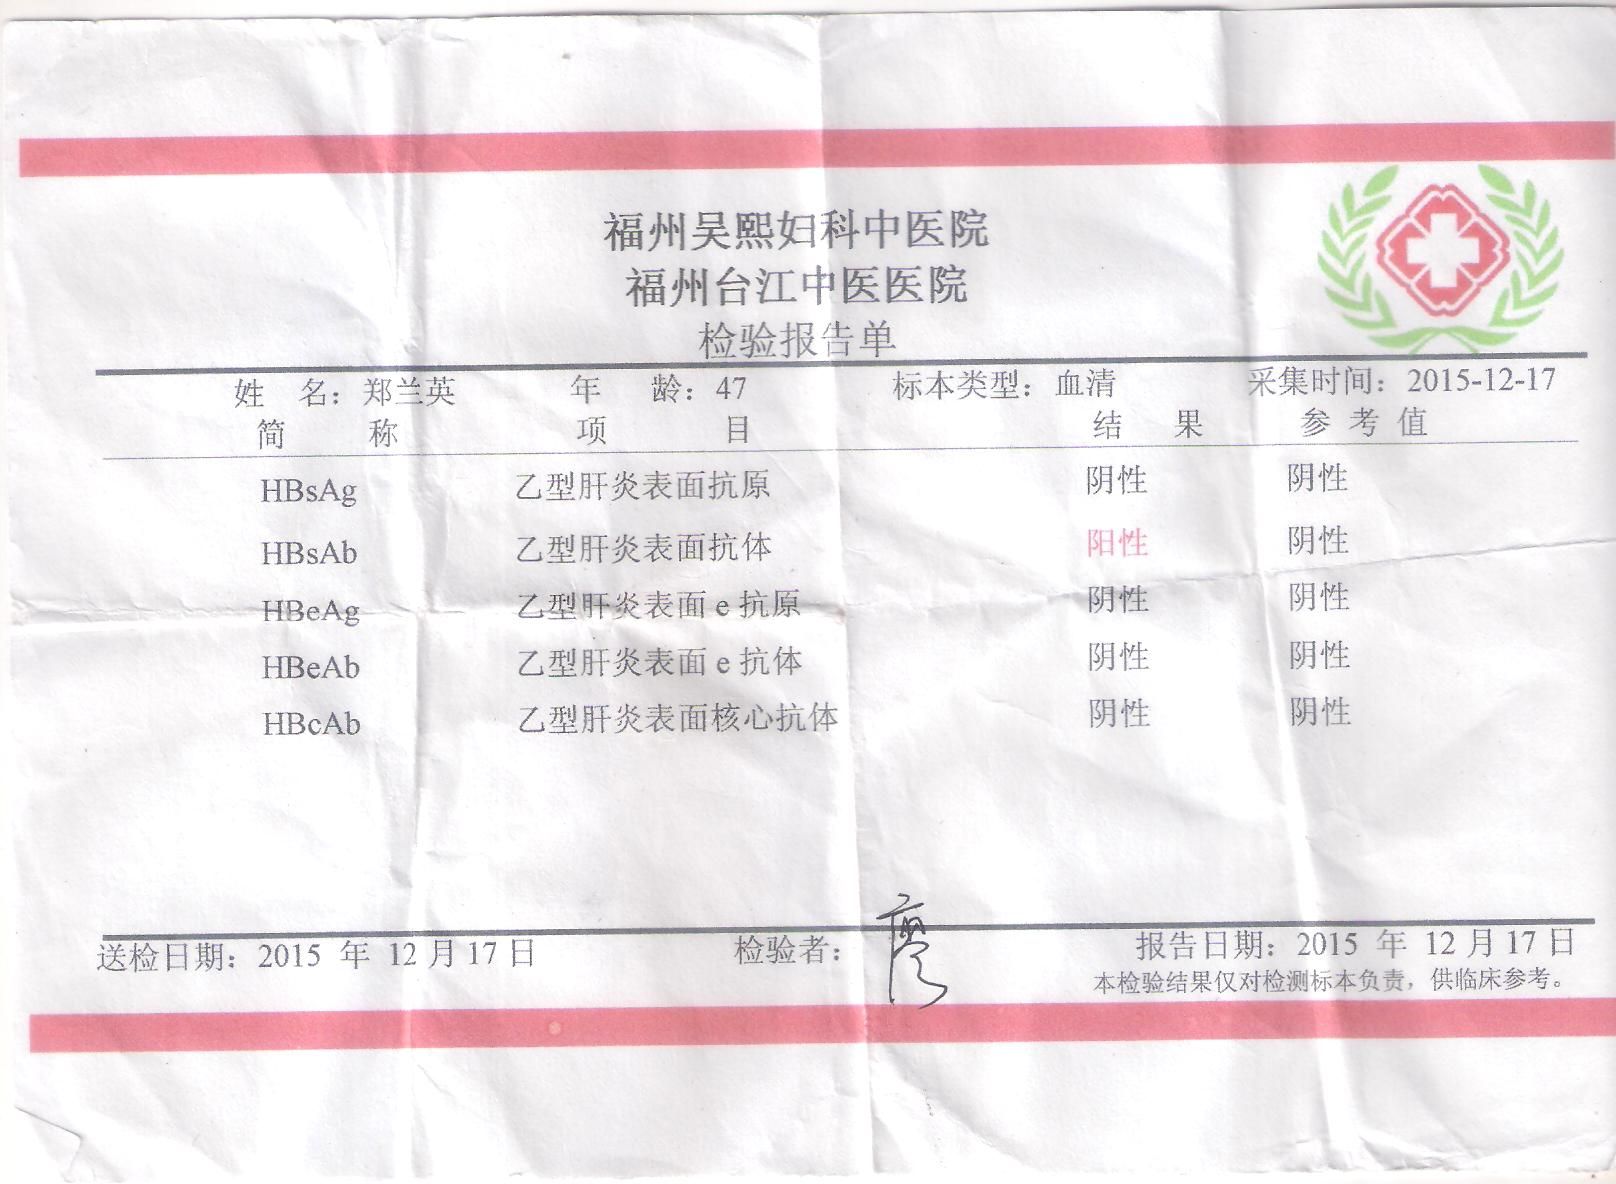 福州吴熙妇科中医院
福州台江中医医院
检验报告单
姓 名：郑兰英 年 龄：47 标本类型：血清 采集时间：2015-12-17
简 称 项 目 结 果 参 考 值
HBsAg 乙型肝炎表面抗原 阴性 阴性
HBsAb 乙型肝炎表面抗体 阳性 阴性
HBeAg 乙型肝炎表面 e 抗原 阴性 阴性
HBeAb 乙型肝炎表面 e 抗体 阴性 阴性
HBcAb 乙型肝炎表面核心抗体 阴性 阴性
送检日期：2015 年 12 月 17 日 检验者：廖 报告日期：2015 年 12 月 17 日
本检验结果仅对检测标本负责，供临床参考。